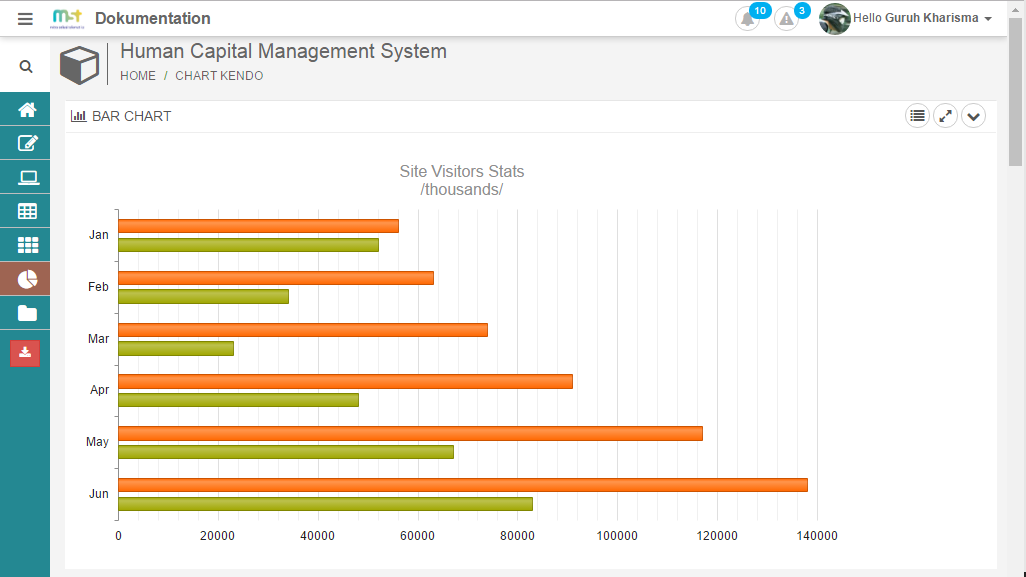 Dokumentation
10
3
Hello Guruh Kharisma
Human Capital Management System
HOME / CHART KENDO
BAR CHART
Site Visitors Stats
/thousands/
Jan
Feb
Mar
Apr
May
Jun
0 20000 40000 60000 80000 100000 120000 140000